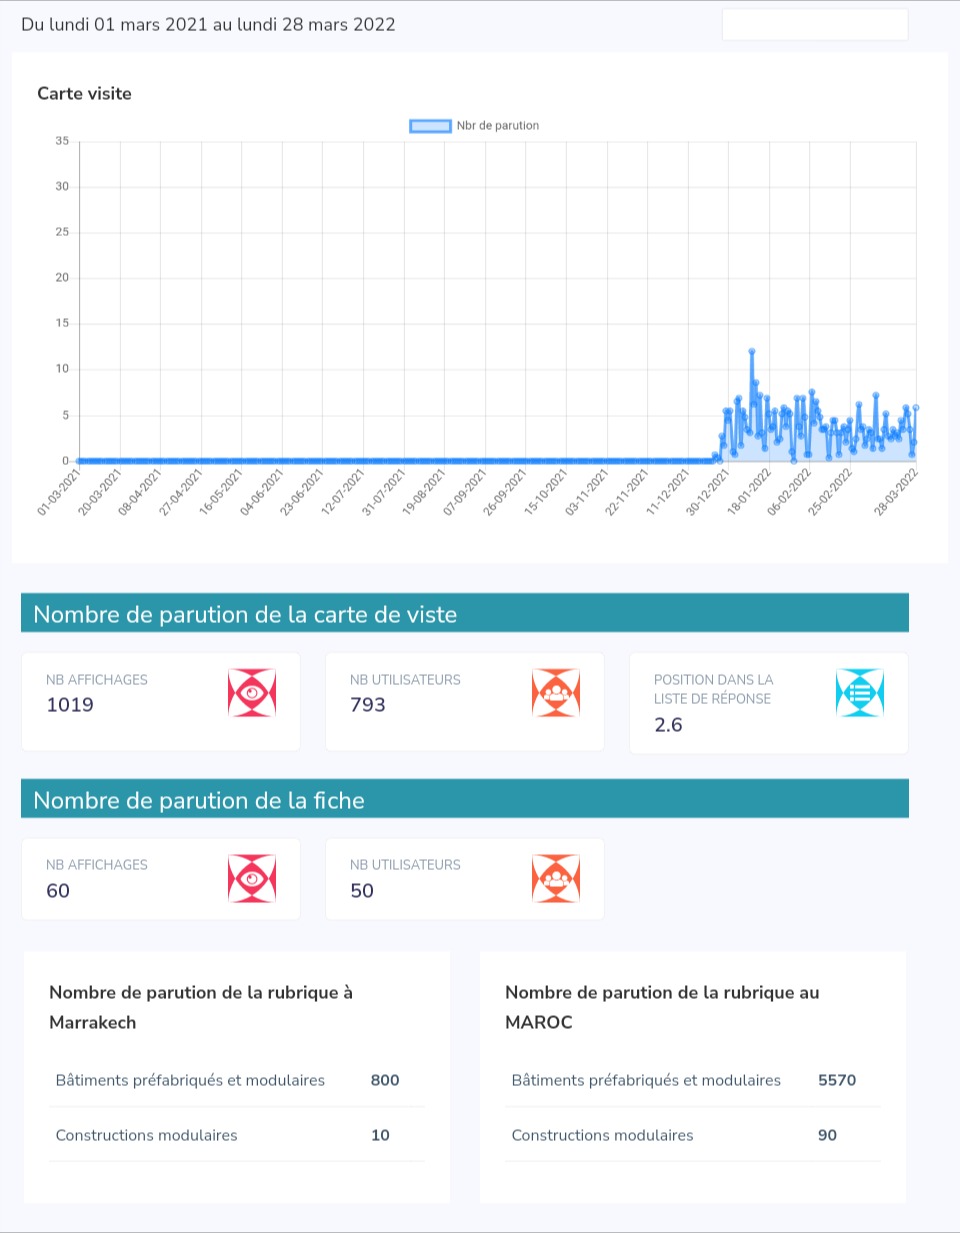 Du lundi 01 mars 2021 au lundi 28 mars 2022
Carte visite
Nbr de parution
35
30
25
20
15
10
5
0
01-03-2021
20-03-2021
08-04-2021
27-04-2021
16-05-2021
04-06-2021
23-06-2021
12-07-2021
31-07-2021
19-08-2021
07-09-2021
26-09-2021
15-10-2021
03-11-2021
22-11-2021
11-12-2021
30-12-2021
18-01-2022
06-02-2022
25-02-2022
28-03-2022
Nombre de parution de la carte de viste
NB AFFICHAGES
1019
NB UTILISATEURS
793
POSITION DANS LA
LISTE DE RÉPONSE
2.6
Nombre de parution de la fiche
NB AFFICHAGES
60
NB UTILISATEURS
50
Nombre de parution de la rubrique à
Marrakech
Bâtiments préfabriqués et modulaires 800
Constructions modulaires 10
Nombre de parution de la rubrique au
MAROC
Bâtiments préfabriqués et modulaires 5570
Constructions modulaires 90